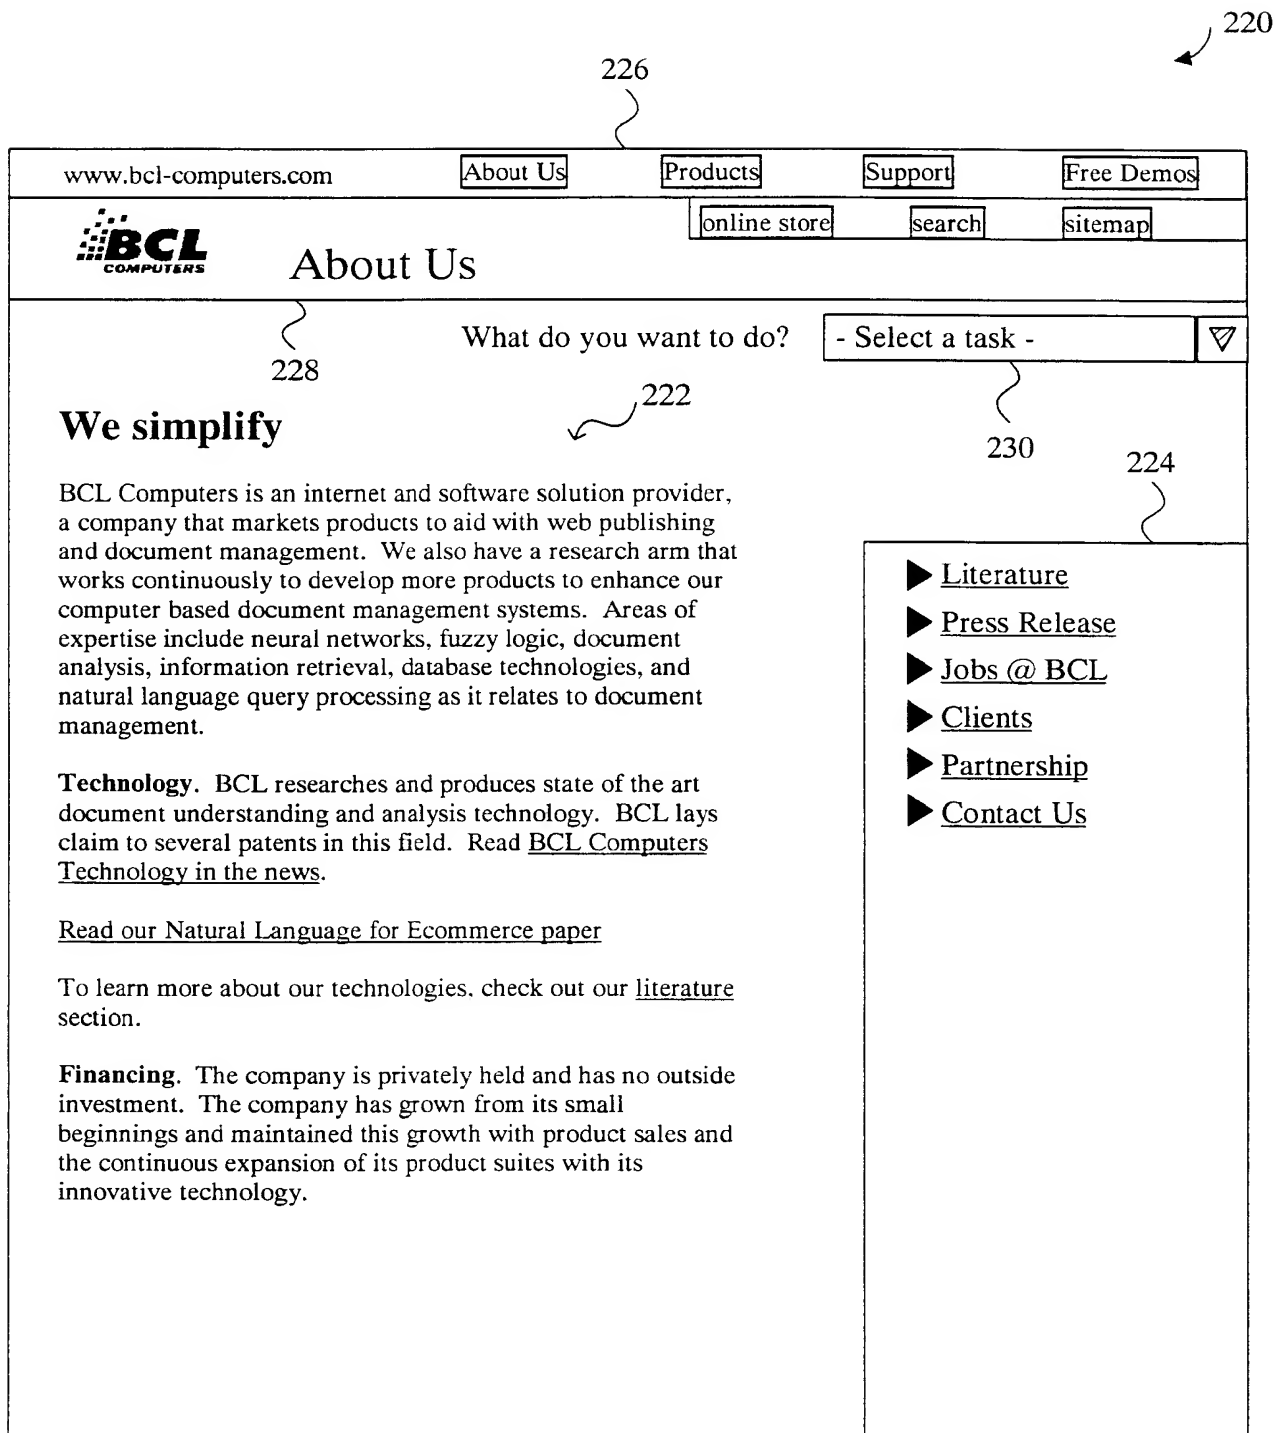 220
226
www.bcl-computers.com About Us Products Support Free Demos
online store search sitemap
BCL
COMPUTERS
About Us
What do you want to do? - Select a task -
228
222
We simplify
230
224
BCL Computers is an internet and software solution provider,
a company that markets products to aid with web publishing
and document management. We also have a research arm that
works continuously to develop more products to enhance our
computer based document management systems. Areas of
expertise include neural networks, fuzzy logic, document
analysis, information retrieval, database technologies, and
natural language query processing as it relates to document
management.
Technology. BCL researches and produces state of the art
document understanding and analysis technology. BCL lays
claim to several patents in this field. Read BCL Computers
Technology in the news.
Read our Natural Language for Ecommerce paper
To learn more about our technologies, check out our literature
section.
Financing. The company is privately held and has no outside
investment. The company has grown from its small
beginnings and maintained this growth with product sales and
the continuous expansion of its product suites with its
innovative technology.
Literature
Press Release
Jobs @ BCL
Clients
Partnership
Contact Us